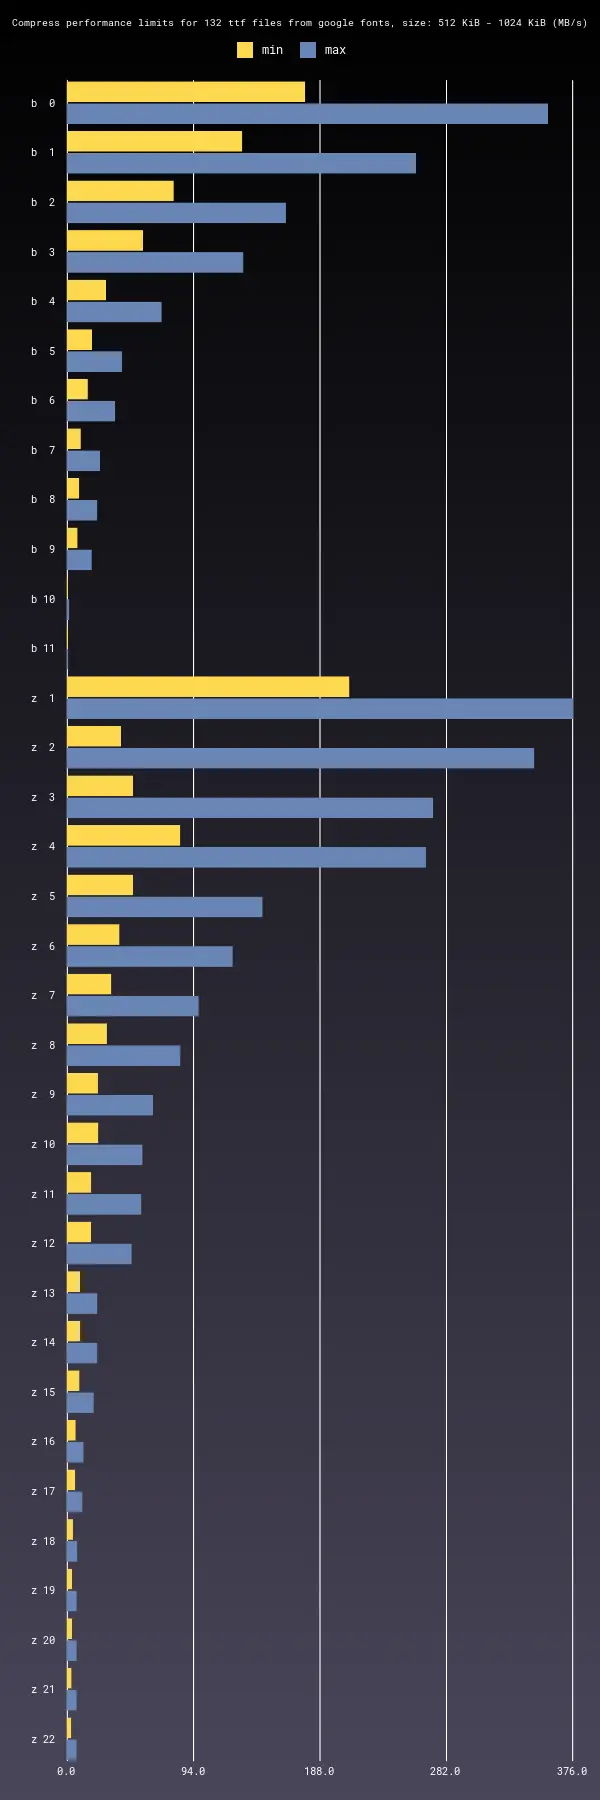 Compress performance limits for 132 ttf files from google fonts, size: 512 KiB - 1024 KiB (MB/s)
min max
b 0
b 1
b 2
b 3
b 4
b 5
b 6
b 7
b 8
b 9
b 10
b 11
z 1
z 2
z 3
z 4
z 5
z 6
z 7
z 8
z 9
z 10
z 11
z 12
z 13
z 14
z 15
z 16
z 17
z 18
z 19
z 20
z 21
z 22
0.0 94.0 188.0 282.0 376.0